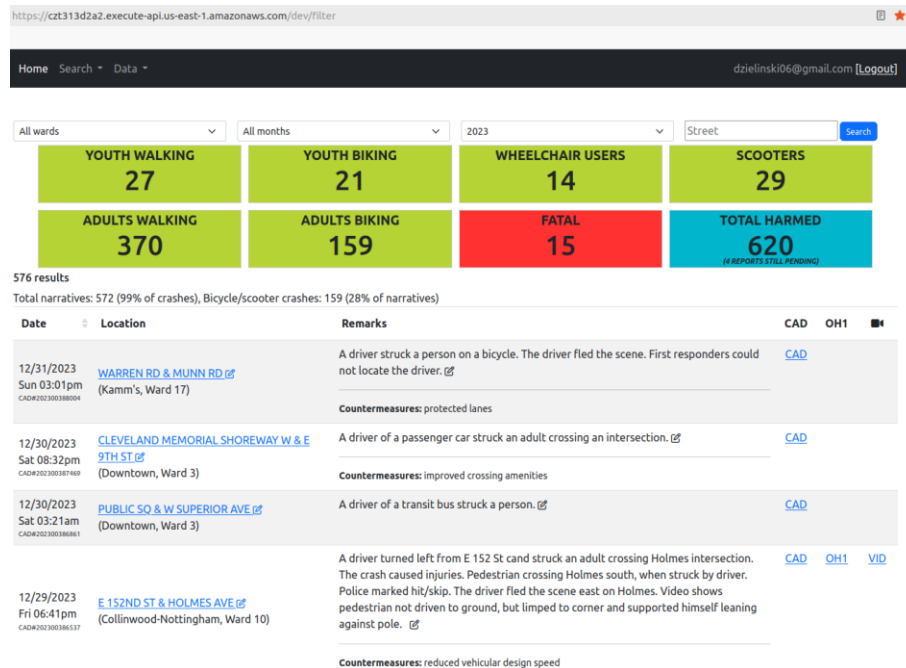 https://czt313d2a2.execute-api.us-east-1.amazonaws.com/dev/filter
Home Search Data dzielinski06@gmail.com [Logout]
All wards All months 2023 Street Search
YOUTH WALKING YOUTH BIKING WHEELCHAIR USERS SCOOTERS
27 21 14 29
ADULTS WALKING ADULTS BIKING FATAL TOTAL HARMED
370 159 15 620
(4 REPORTS STILL PENDING)
576 results
Total narratives: 572 (99% of crashes), Bicycle/scooter crashes: 159 (28% of narratives)
Date Location Remarks CAD OH1
12/31/2023
Sun 03:01pm
CAD#202300388004
WARREN RD & MUNN RD
(Kamm's, Ward 17)
A driver struck a person on a bicycle. The driver fled the scene. First responders could
not locate the driver.
Countermeasures: protected lanes
CAD
12/30/2023
Sat 08:32pm
CAD#202300387469
CLEVELAND MEMORIAL SHOREWAY W & E
9TH ST
(Downtown, Ward 3)
A driver of a passenger car struck an adult crossing an intersection.
Countermeasures: improved crossing amenities
CAD
12/30/2023
Sat 03:21am
CAD#202300386861
PUBLIC SQ & W SUPERIOR AVE
(Downtown, Ward 3)
A driver of a transit bus struck a person.
CAD
12/29/2023
Fri 06:41pm
CAD#202300386537
E 152ND ST & HOLMES AVE
(Collinwood-Nottingham, Ward 10)
A driver turned left from E 152 St cand struck an adult crossing Holmes intersection.
The crash caused injuries. Pedestrian crossing Holmes south, when struck by driver.
Police marked hit/skip. The driver fled the scene east on Holmes. Video shows
pedestrian not driven to ground, but limped to corner and supported himself leaning
against pole.
Countermeasures: reduced vehicular design speed
CAD OH1 VID